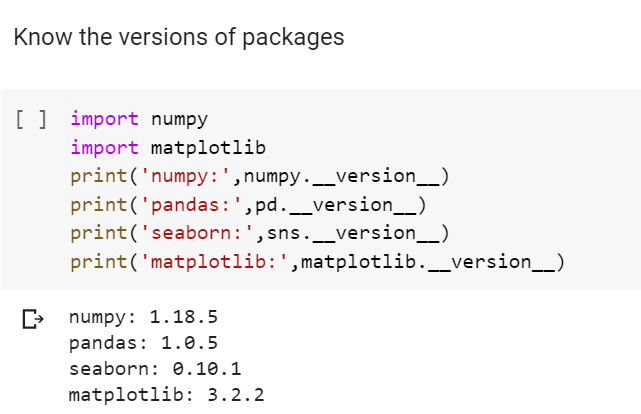 Know the versions of packages
[ ] import numpy
import matplotlib
print('numpy:',numpy.__version__)
print('pandas:',pd.__version__)
print('seaborn:',sns.__version__)
print('matplotlib:',matplotlib.__version__)
numpy: 1.18.5
pandas: 1.0.5
seaborn: 0.10.1
matplotlib: 3.2.2